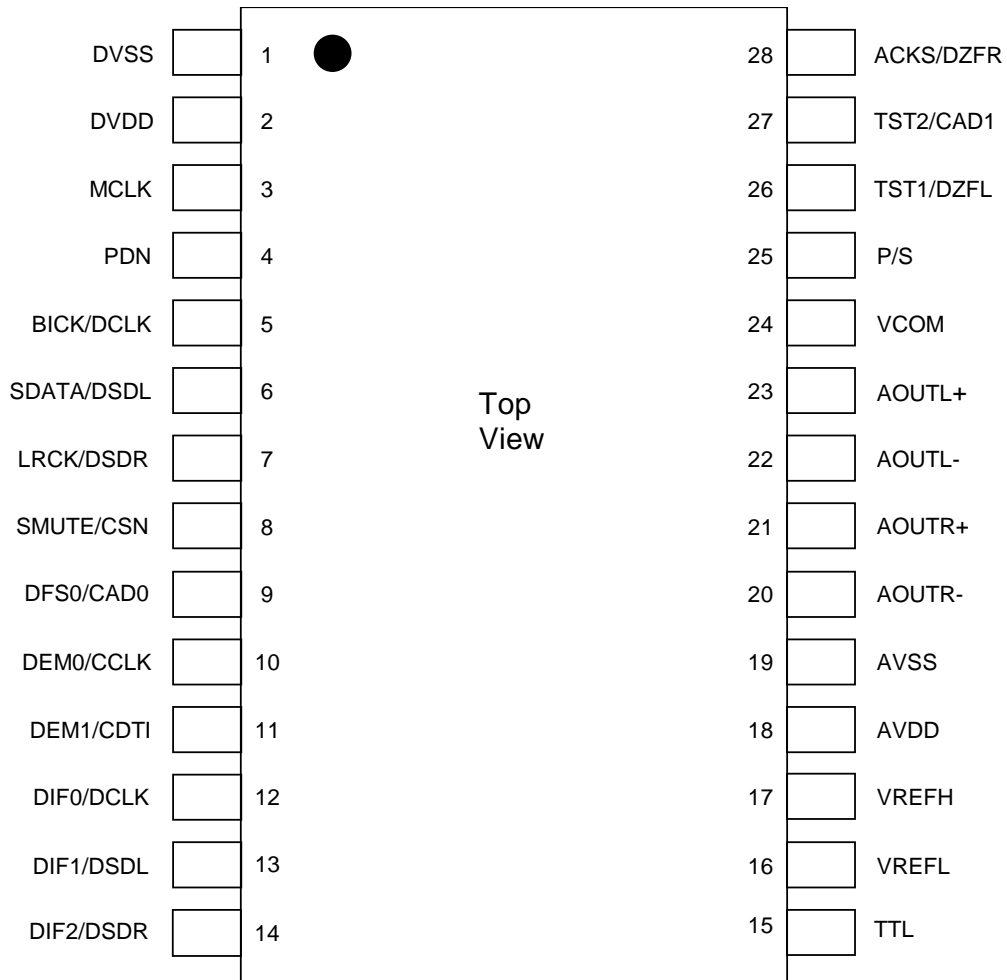 DVSS 1 28 ACKS/DZFR
DVDD 2 27 TST2/CAD1
MCLK 3 26 TST1/DZFL
PDN 4 25 P/S
BICK/DCLK 5 24 VCOM
SDATA/DSDL 6 23 AOUTL+
Top
View
LRCK/DSDR 7 22 AOUTL-
SMUTE/CSN 8 21 AOUTR+
DFS0/CAD0 9 20 AOUTR-
DEM0/CCLK 10 19 AVSS
DEM1/CDTI 11 18 AVDD
DIF0/DCLK 12 17 VREFH
DIF1/DSDL 13 16 VREFL
DIF2/DSDR 14 15 TTL